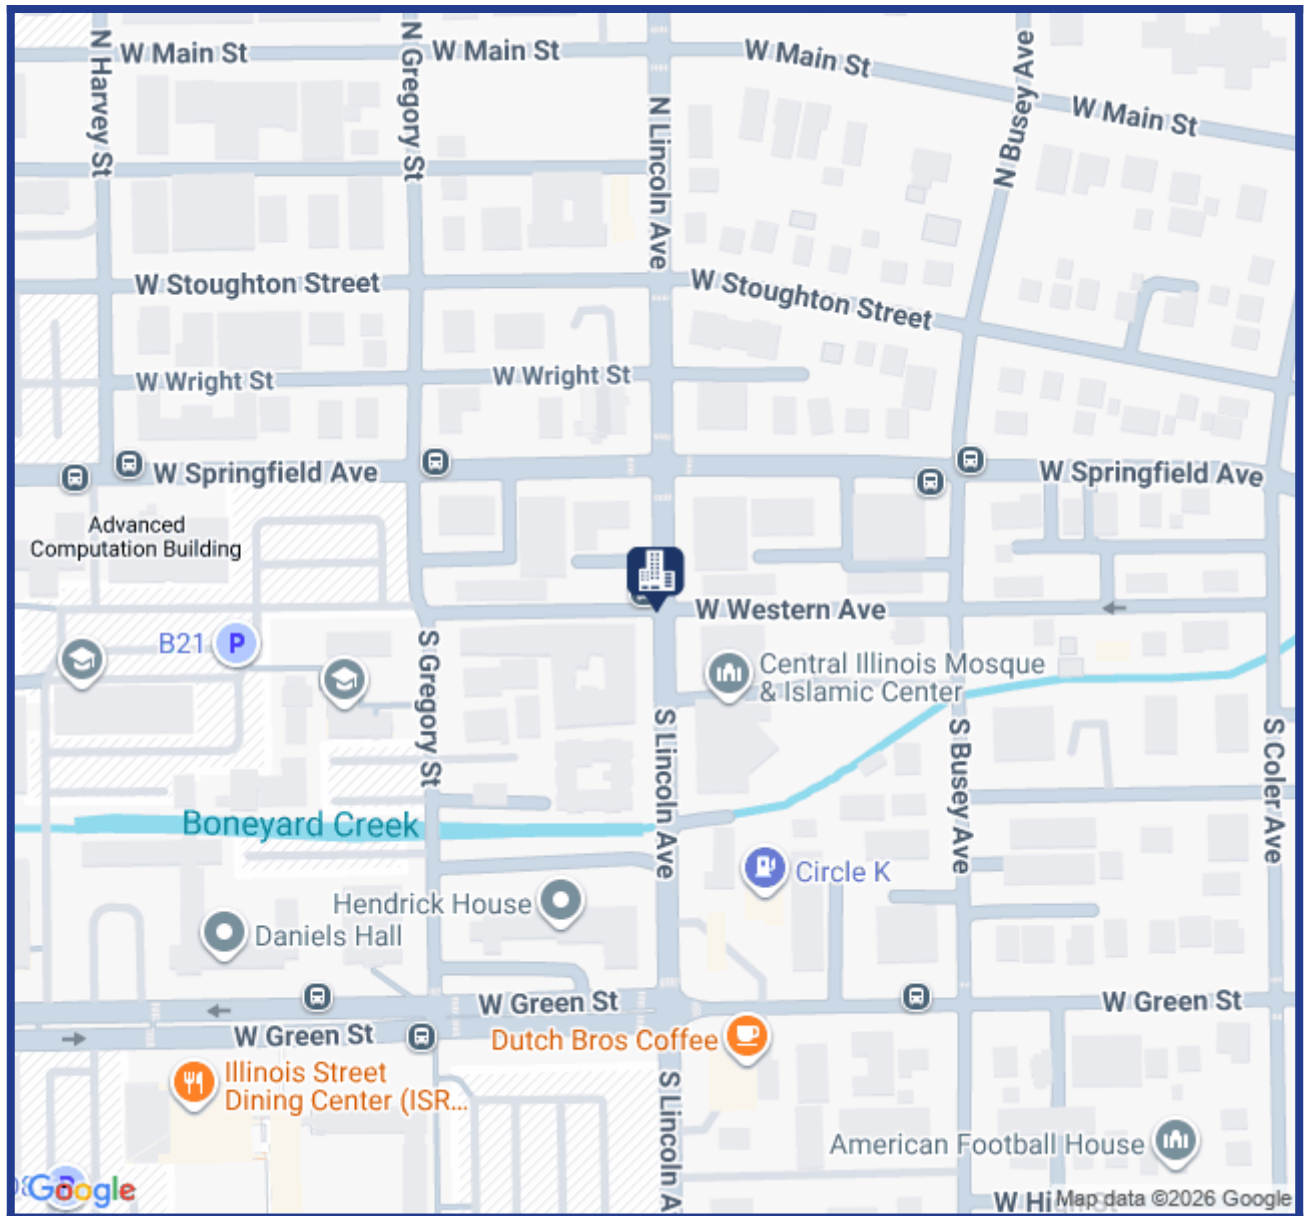 W Main St
W Main St
W Main St
W Main St
N Harvey St
N Gregory St
N Lincoln Ave
N Busey Ave
W Stoughton Street
W Stoughton Street
W Wright St
W Wright St
W Springfield Ave
W Springfield Ave
Advanced
Computation Building
W Western Ave
B21
P
S Gregory St
Central Illinois Mosque
& Islamic Center
S Lincoln Ave
S Busey Ave
S Coler Ave
Boneyard Creek
Circle K
Hendrick House
Daniels Hall
W Green St
W Green St
W Green St
Dutch Bros Coffee
Illinois Street
Dining Center (ISR...
S Lincoln A
American Football House
Google
W Hi
Map data ©2026 Google